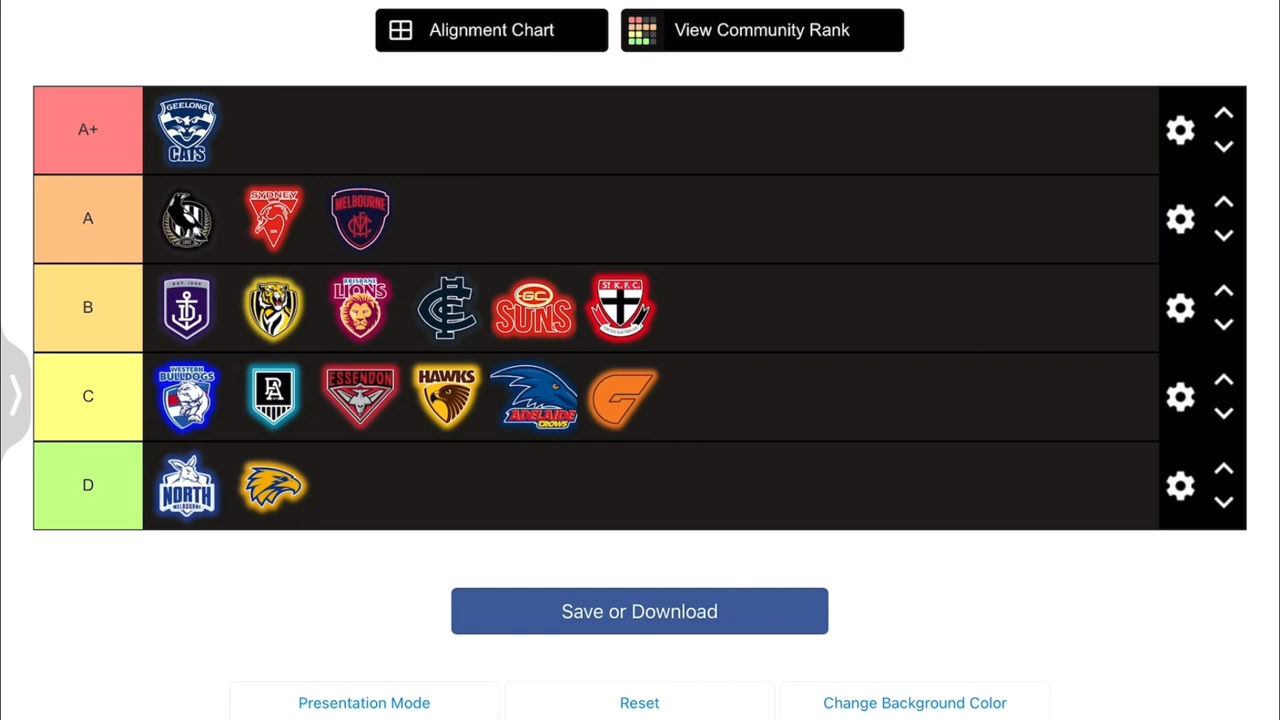 Alignment Chart
View Community Rank
A+
GEELONG
CATS
A
SYDNEY
MELBOURNE
B
BRISBANE
LIONS
GC
SUNS
St K.F.C.
C
WESTERN
BULLDOGS
PA
ESSENDON
HAWKS
ADELAIDE
CROWS
G
D
NORTH
MELBOURNE
Save or Download
Presentation Mode
Reset
Change Background Color